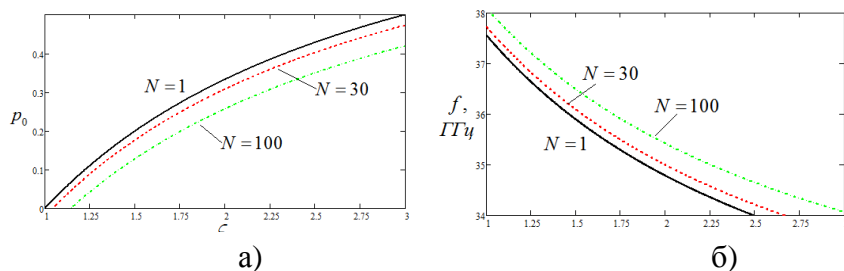 0.4
0.3
p₀
0.2
0.1
0
N = 1
N = 30
N = 100
1 1.25 1.5 1.75 2 2.25 2.5 2.75 3
c
а)
38
37
f,
ГГц
36
35
34
N = 30
N = 100
N = 1
1 1.25 1.5 1.75 2 2.25 2.5 2.75
б)